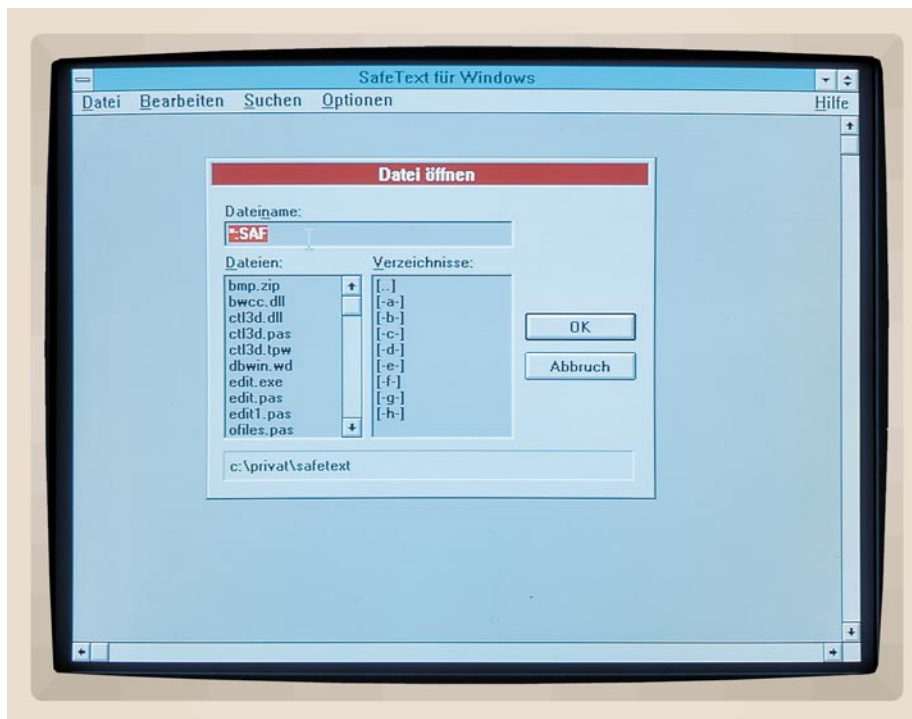 SafeText für Windows
Datei Bearbeiten Suchen Optionen Hilfe
Datei öffnen
Dateiname:
*.SAF
Dateien: Verzeichnisse:
bmp.zip [..]
bwcc.dll [-a-]
ctl3d.dll [-b-]
ctl3d.pas [-c-]
ctl3d.tpw [-d-]
dbwin.wd [-e-]
edit.exe [-f-]
edit.pas [-g-]
edit1.pas [-h-]
ofiles.pas
OK
Abbruch
c:\privat\safetext